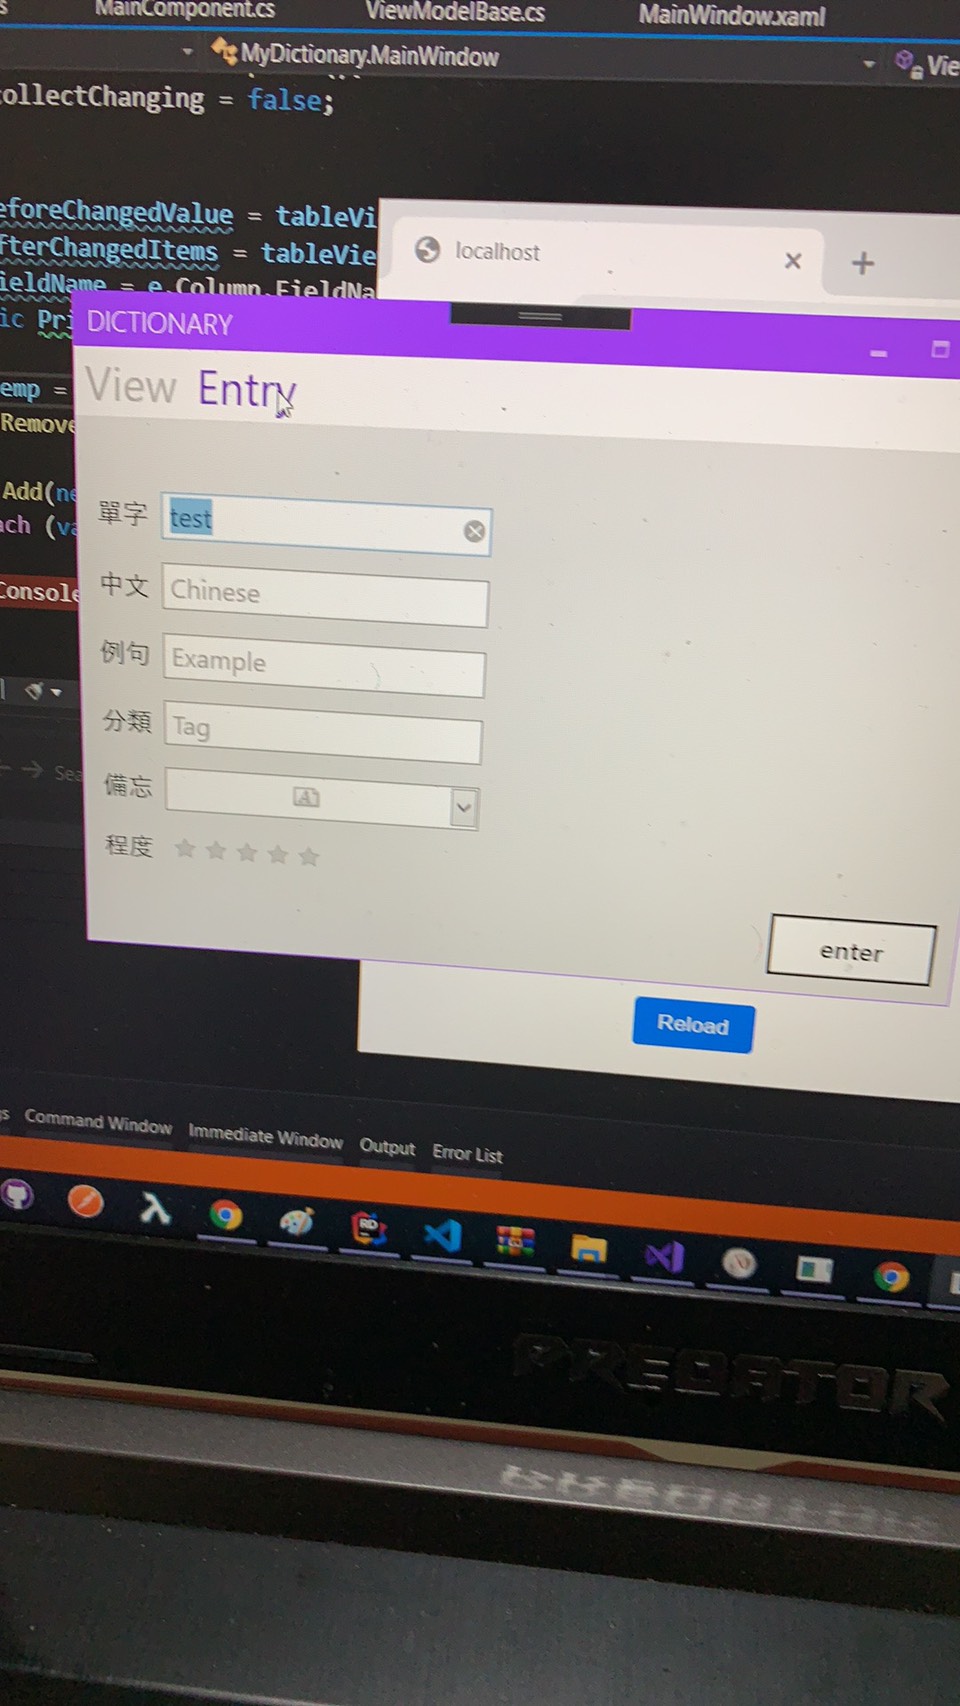 MainComponent.cs ViewModelBase.cs MainWindow.xaml
MyDictionary.MainWindow Vie
ollectChanging = false;
eforeChangedValue = tableVi
fterChangedItems = tableVie
ieldName = e.Column.FieldNa
ic Pri
emp =
Remove
Add(ne
ach (va
Console
localhost
DICTIONARY
View Entry
單字 test
中文 Chinese
例句 Example
分類 Tag
備忘
程度
enter
Reload
Sea
gs Command Window Immediate Window Output Error List
RD
PREDATOR